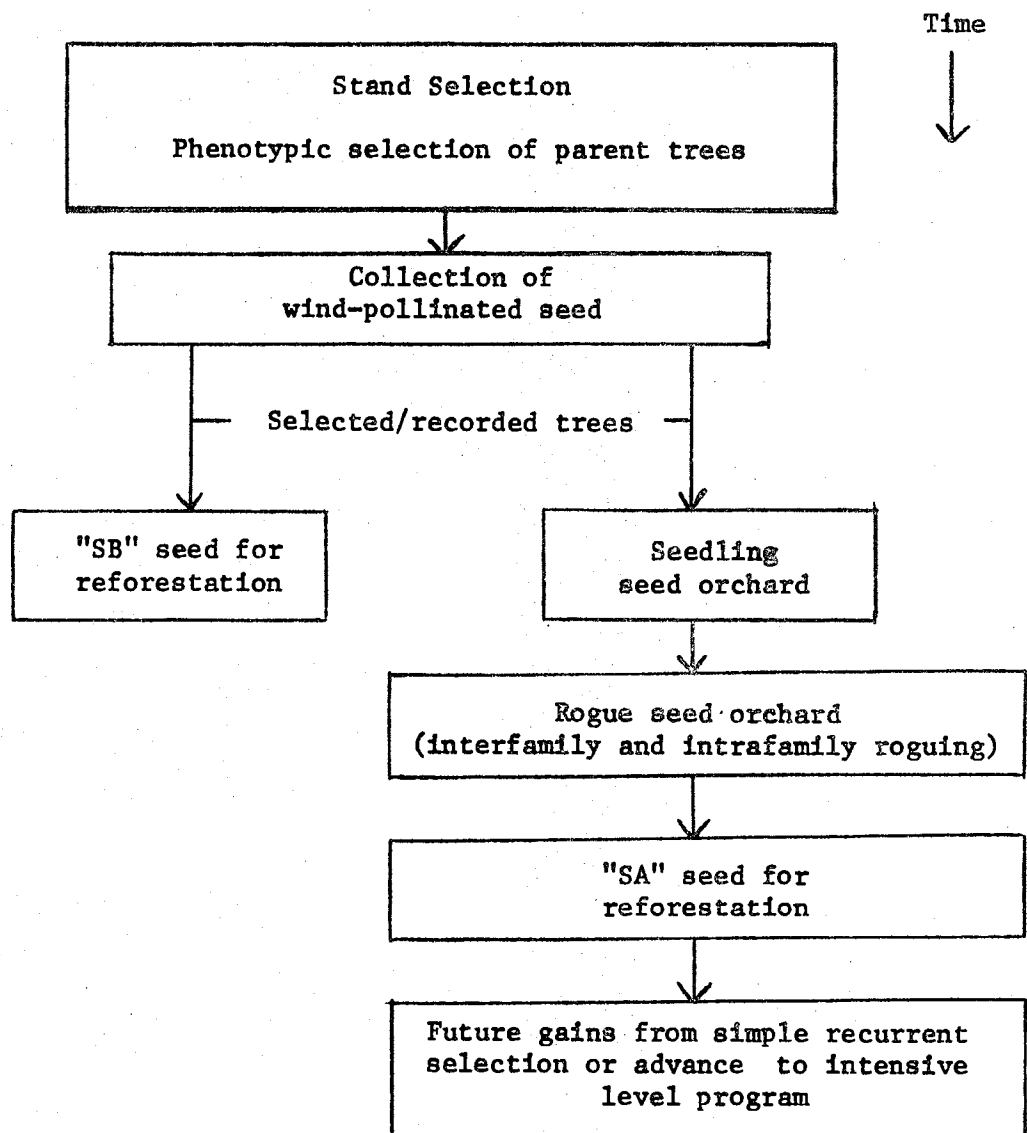 Time
Stand Selection
Phenotypic selection of parent trees
Collection of
wind-pollinated seed
Selected/recorded trees
"SB" seed for
reforestation
Seedling
seed orchard
Rogue seed orchard
(interfamily and intrafamily roguing)
"SA" seed for
reforestation
Future gains from simple recurrent
selection or advance to intensive
level program